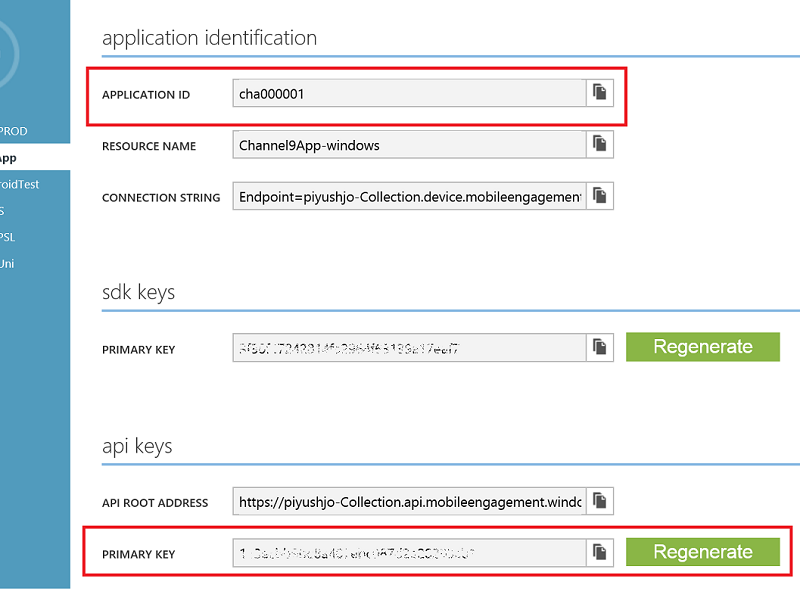 application identification
APPLICATION ID cha000001
PROD
App
RESOURCE NAME Channel9App-windows
roidTest
CONNECTION STRING Endpoint=piyushjo-Collection.device.mobileengagement
S
PSL
Uni
sdk keys
PRIMARY KEY
Regenerate
api keys
API ROOT ADDRESS https://piyushjo-Collection.api.mobileengagement.windo
PRIMARY KEY
Regenerate